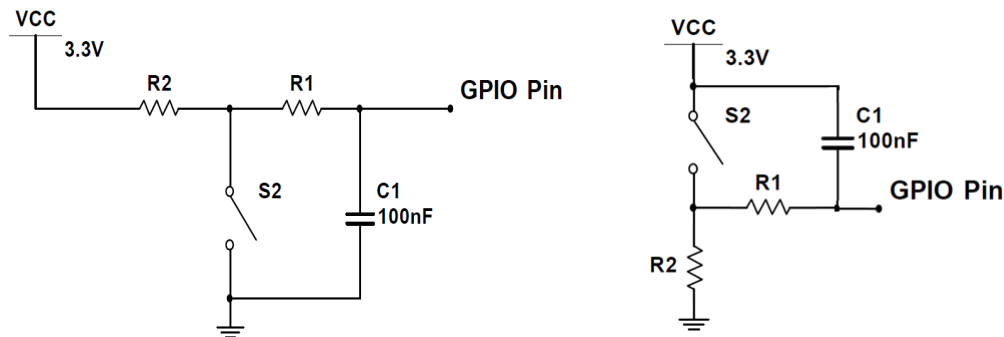 VCC
3.3V
R2
R1
GPIO Pin
S2
C1
100nF
VCC
3.3V
S2
C1
100nF
R1
GPIO Pin
R2